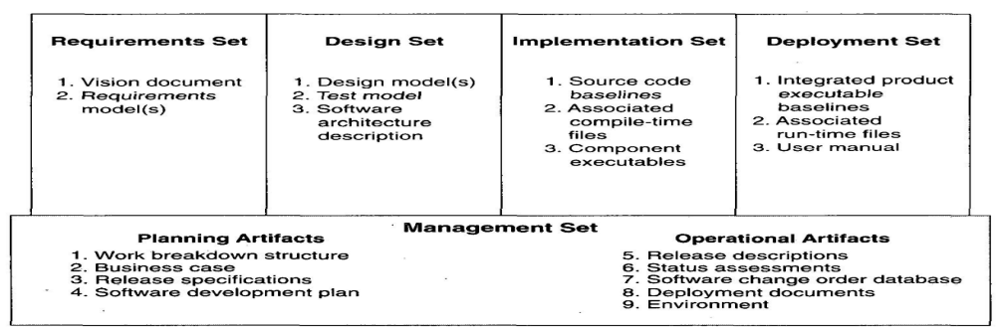 Requirements Set
1. Vision document
2. Requirements
model(s)
Design Set
1. Design model(s)
2. Test model
3. Software
architecture
description
Implementation Set
1. Source code
baselines
2. Associated
compile-time
files
3. Component
executables
Deployment Set
1. Integrated product
executable
baselines
2. Associated
run-time files
3. User manual
Management Set
Planning Artifacts
1. Work breakdown structure
2. Business case
3. Release specifications
4. Software development plan
Operational Artifacts
5. Release descriptions
6. Status assessments
7. Software change order database
8. Deployment documents
9. Environment